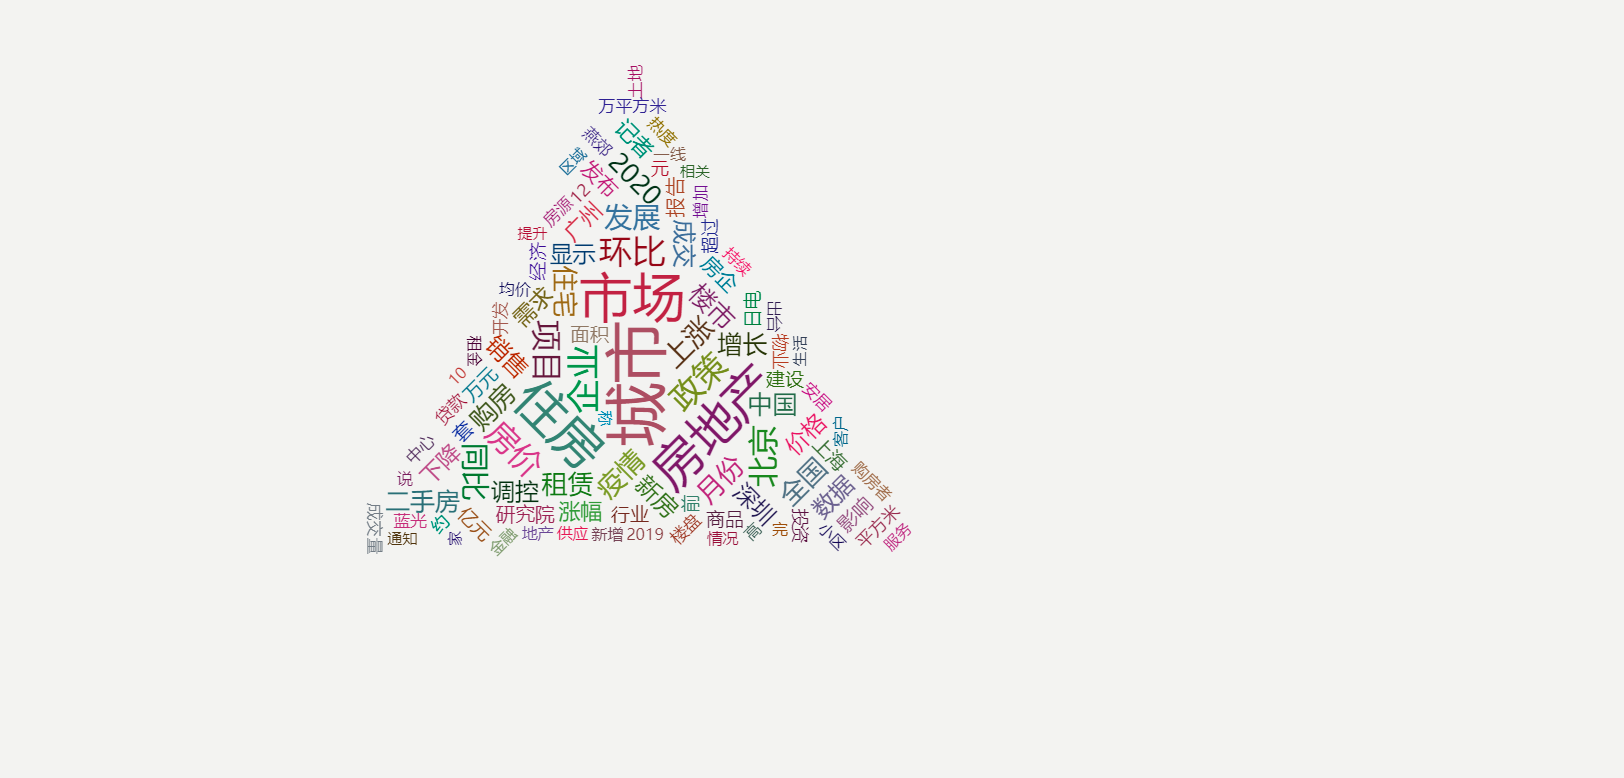 土地
万平方米
热度
记者
燕郊
一线
区域
元
相关
2020
发布
报告
增加
12
房源
广州
发展
提升
成交
超过
环比
显示
经济
持续
房企
住宅
均价
市场
需求
楼市
日电
开发
上涨
项目
面积
增长
物业
生活
租金
销售
城市
企业
政策
10
万元
建设
安居
贷款
购房
住房
称
房地产
中国
套
房价
价格
客户
中心
北京
上海
下降
同比
说
疫情
月份
全国
购房者
租赁
调控
新房
深圳
数据
二手房
成交量
蓝光
约
亿元
研究院
涨幅
行业
楼盘
商品
投资
影响
平方米
通知
家
金融
地产
供应
新增
2019
情况
高
完
小区
服务